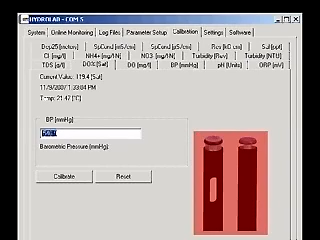 HYDROLAB - COM 5
System Online Monitoring Log Files Parameter Setup Calibration Settings Software
Dep25 [meters] SpCond [mS/cm] SpCond [µS/cm] Res [kΩ cm] Sal [ppt]
Cl [mg/l] NH4+ [mg/l-N] NO3 [mg/l-N] Turbidity [Rev] Turbidity [NTU]
TDS [g/l] DO% [Sat] DO [mg/l] BP [mmHg] pH [Units] ORP [mV]
Current Value: 119.4 [Sat]
11/9/2007 1:33:04 PM
Temp: 21.47 [°C]
BP [mmHg]
Barometric Pressure [mmHg]:
Calibrate Reset